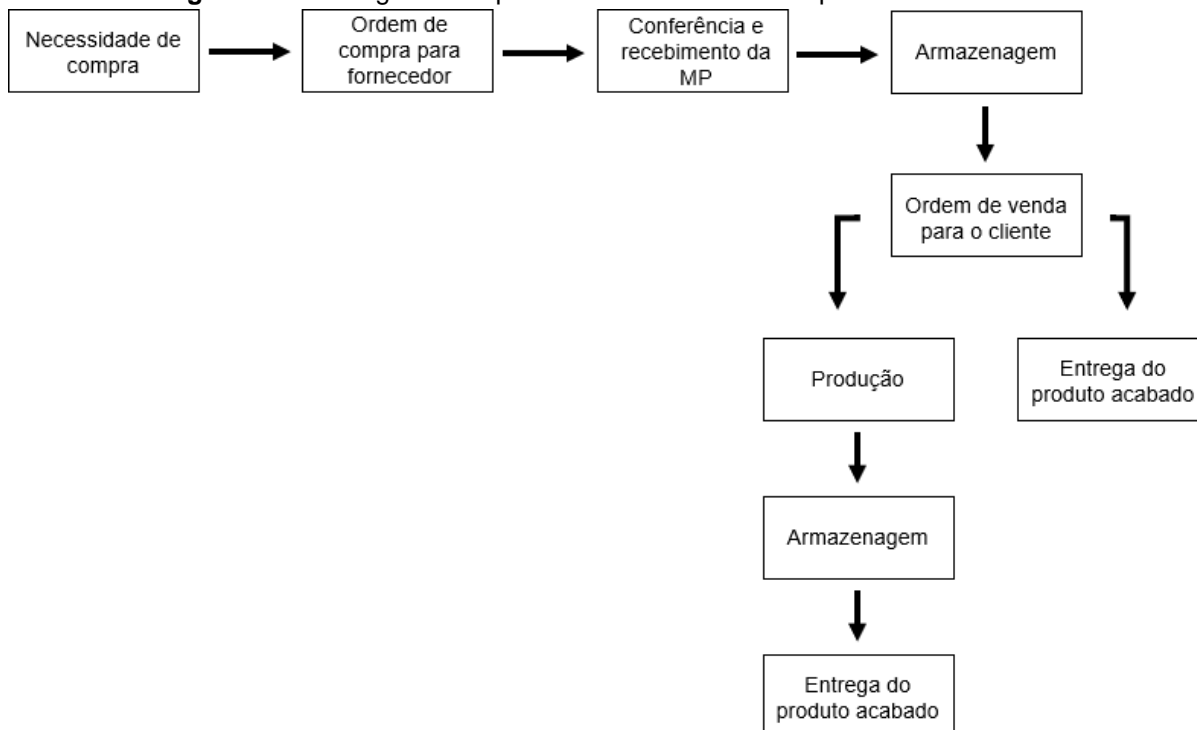 Necessidade de
compra
Ordem de
compra para
fornecedor
Conferência e
recebimento da
MP
Armazenagem
Ordem de venda
para o cliente
Produção
Entrega do
produto acabado
Armazenagem
Entrega do
produto acabado